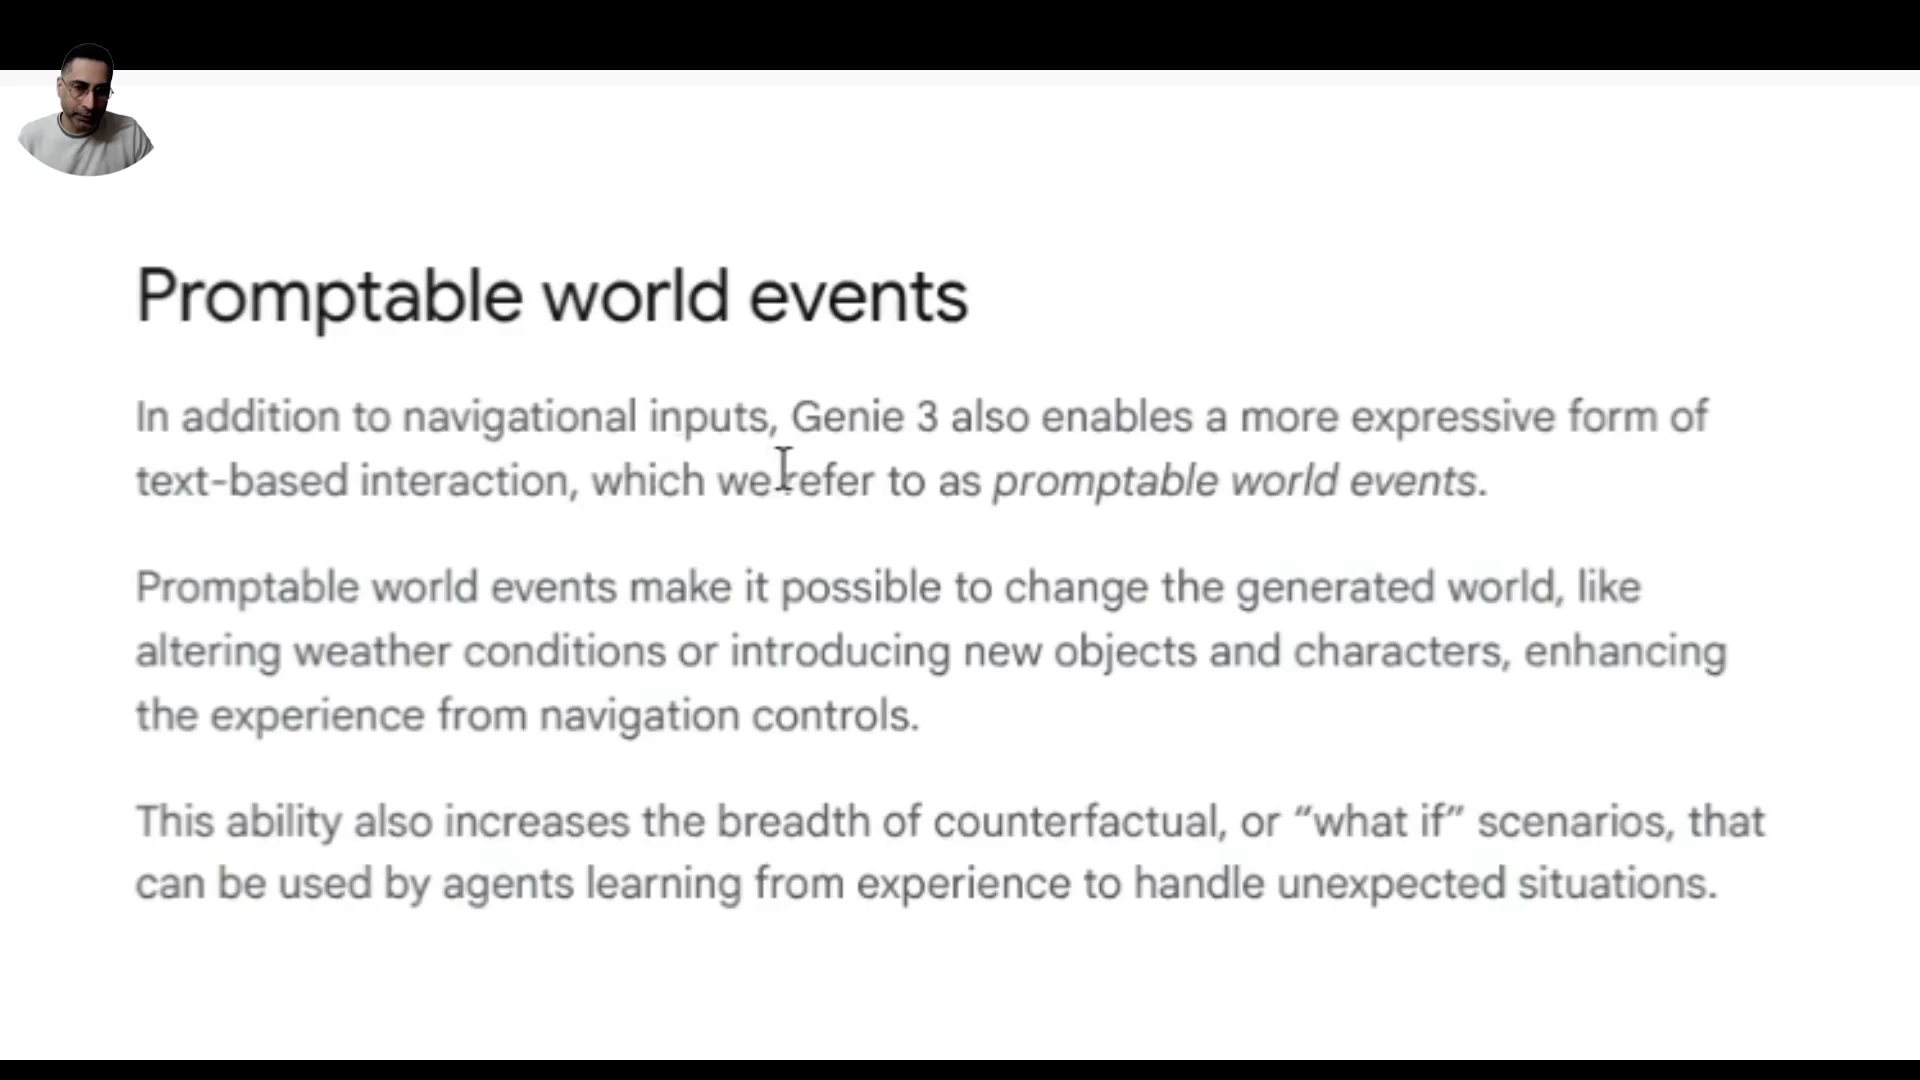 Promptable world events
In addition to navigational inputs, Genie 3 also enables a more expressive form of
text-based interaction, which we refer to as promptable world events.
Promptable world events make it possible to change the generated world, like
altering weather conditions or introducing new objects and characters, enhancing
the experience from navigation controls.
This ability also increases the breadth of counterfactual, or “what if” scenarios, that
can be used by agents learning from experience to handle unexpected situations.